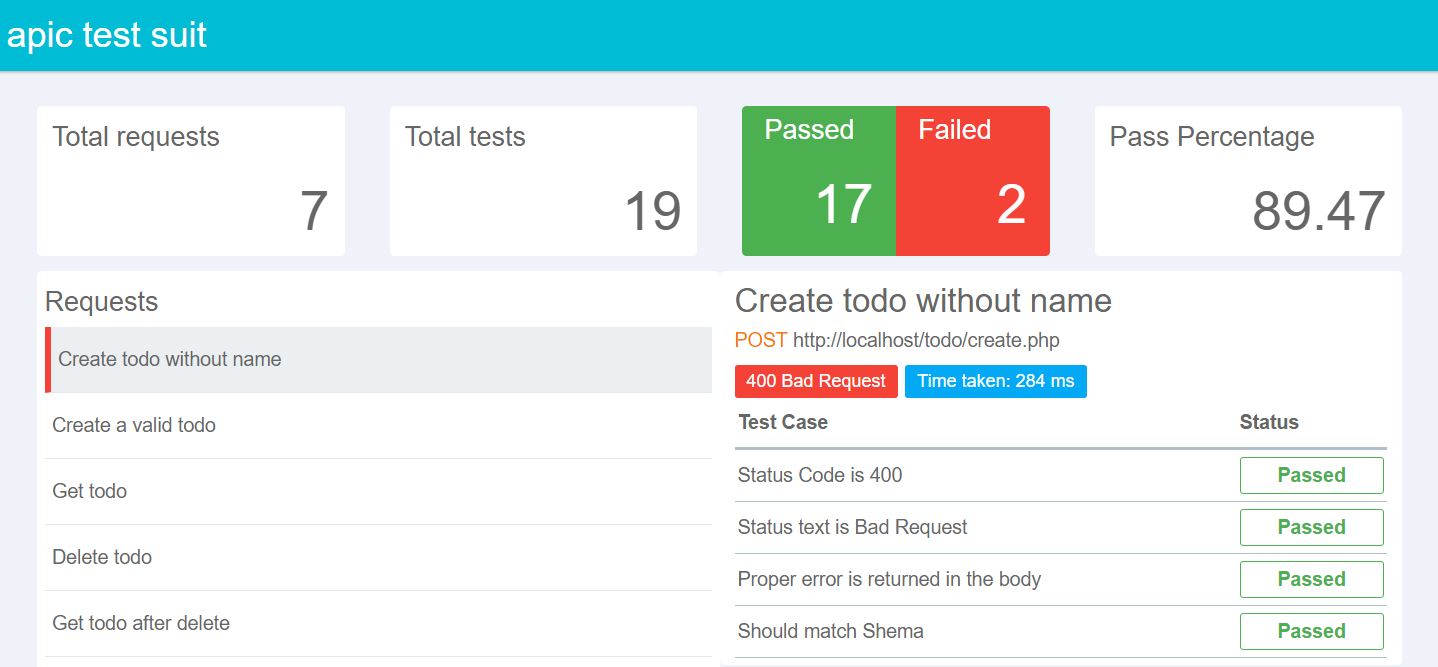 apic test suit
Total requests
7
Total tests
19
Passed
17
Failed
2
Pass Percentage
89.47
Requests
Create todo without name
Create a valid todo
Get todo
Delete todo
Get todo after delete
Create todo without name
POST http://localhost/todo/create.php
400 Bad Request Time taken: 284 ms
Test Case Status
Status Code is 400 Passed
Status text is Bad Request Passed
Proper error is returned in the body Passed
Should match Shema Passed